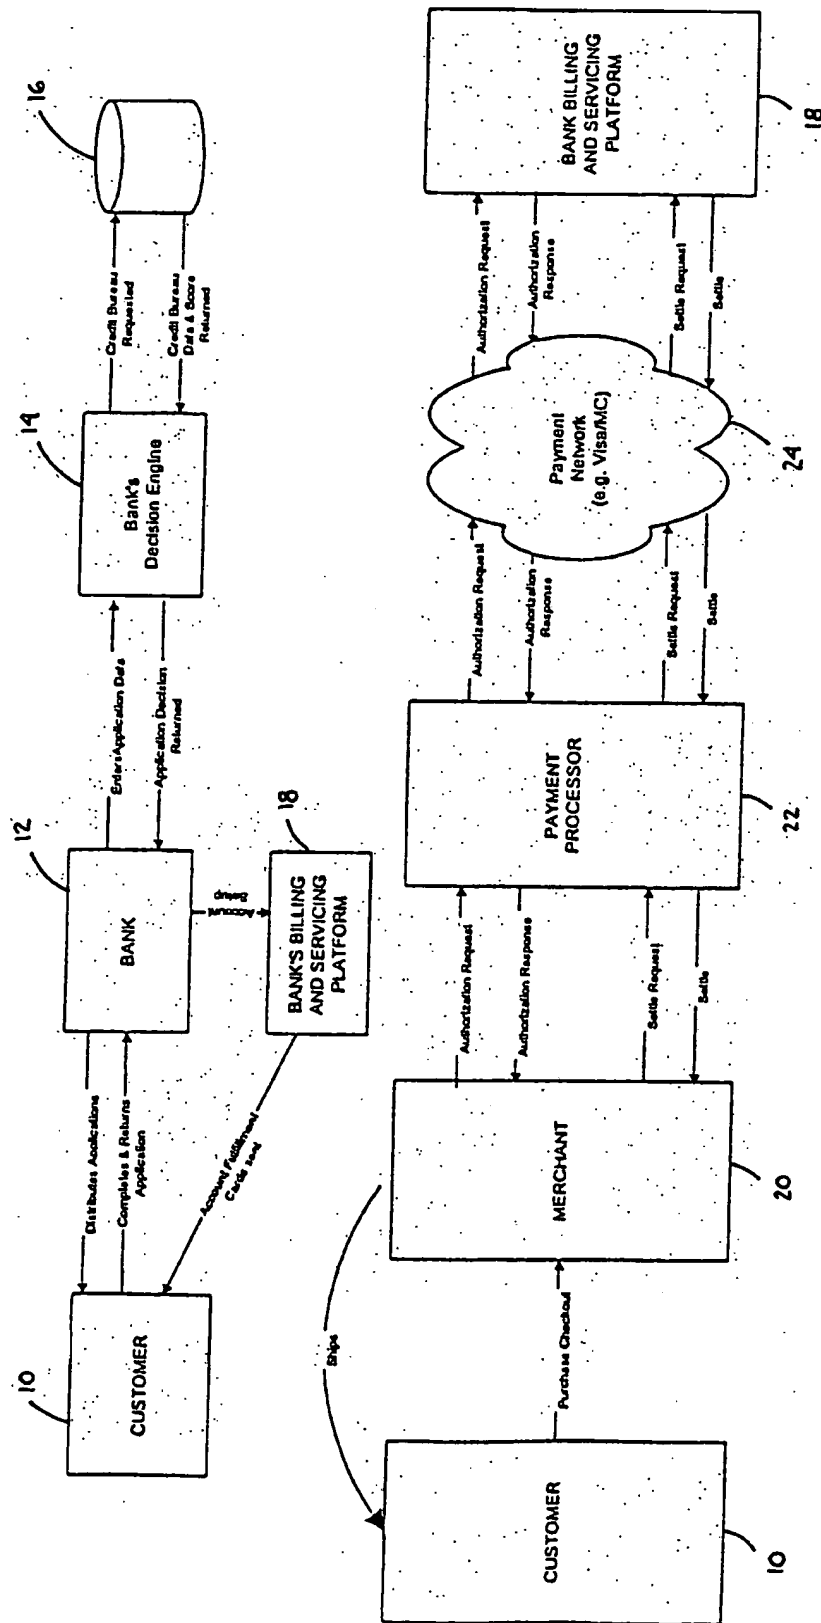 10
CUSTOMER
Distributes Applications
Completes & Returns
Application
12
BANK
Enters Application Data
Application Decision
Returned
14
Bank's
Decision Engine
Credit Bureau
Requested
Credit Bureau
Data & Score
Returned
16
Account
Setup
18
BANK'S BILLING
AND SERVICING
PLATFORM
Account Fulfillment
Cards sent
CUSTOMER
10
Ships
Purchase Checkout
MERCHANT
20
Authorization Request
Authorization Response
Settle Request
Settle
PAYMENT
PROCESSOR
22
Authorization Request
Authorization
Response
Settle Request
Settle
Payment
Network
(e.g. Visa/MC)
24
Authorization Request
Authorization
Response
Settle Request
Settle
BANK BILLING
AND SERVICING
PLATFORM
18